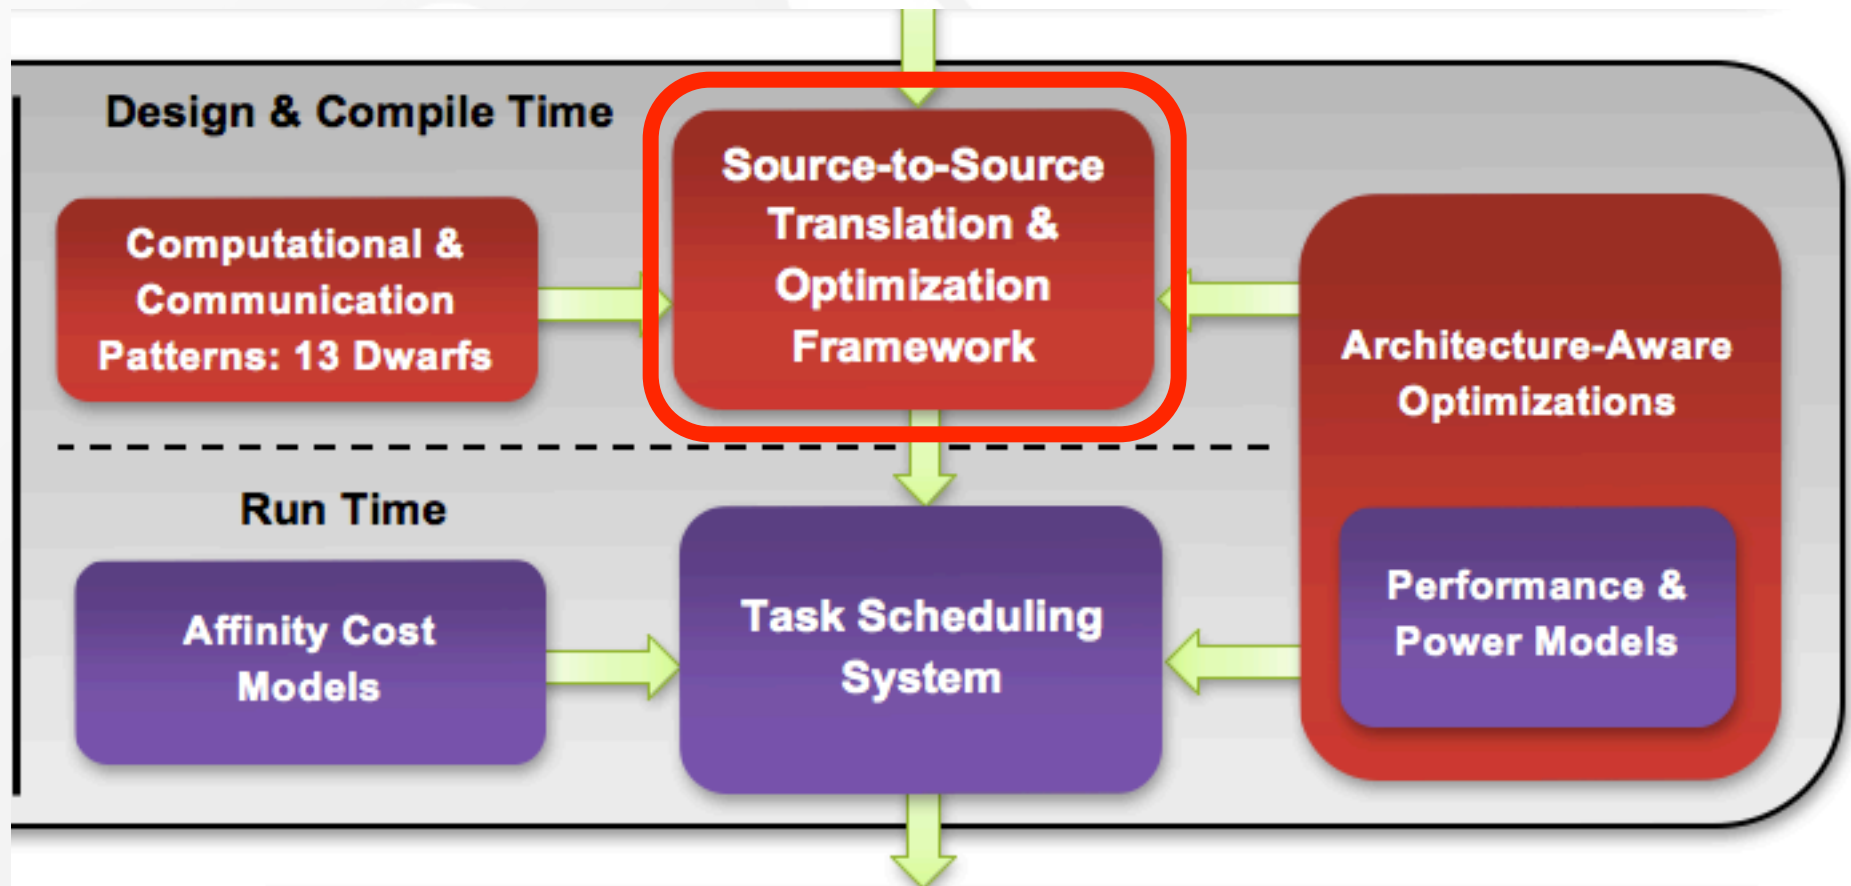 Design & Compile Time
Source-to-Source
Translation &
Optimization
Framework
Computational &
Communication
Patterns: 13 Dwarfs
Architecture-Aware
Optimizations
Run Time
Affinity Cost
Models
Task Scheduling
System
Performance &
Power Models